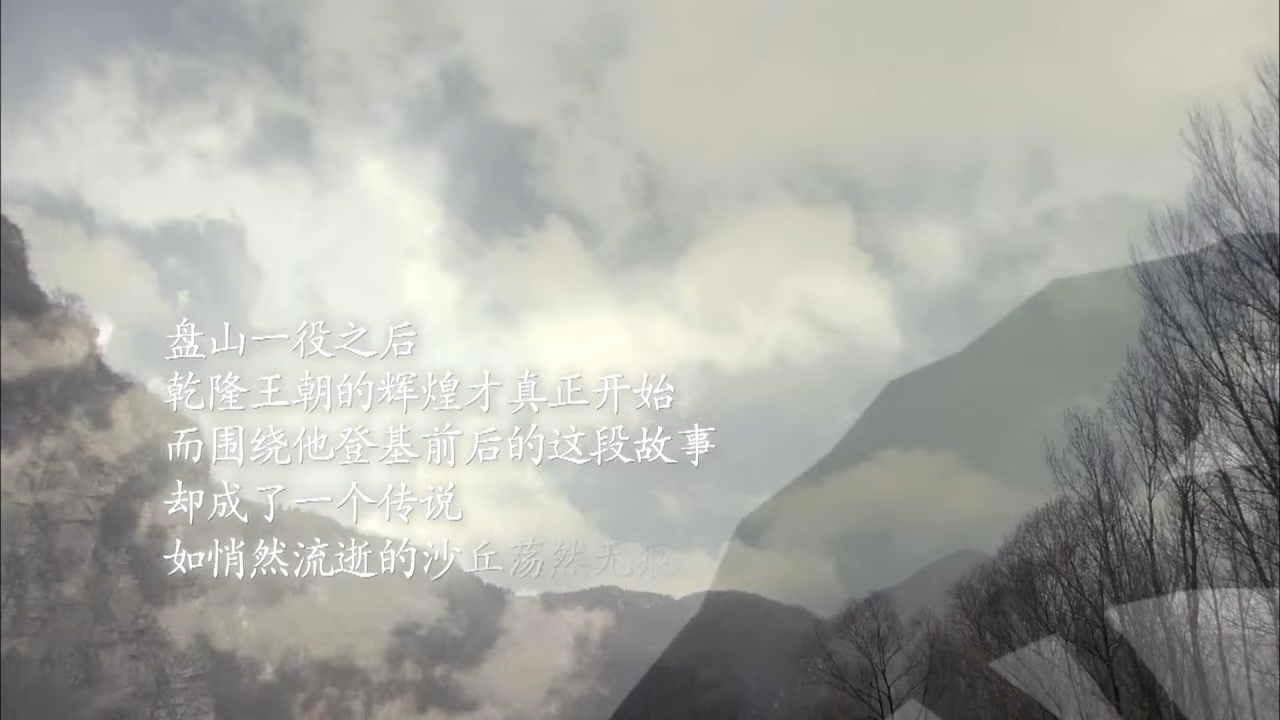 盘山一役之后
乾隆王朝的辉煌才真正开始
而围绕他登基前后的这段故事
却成了一个传说
如悄然流逝的沙丘荡然无痕